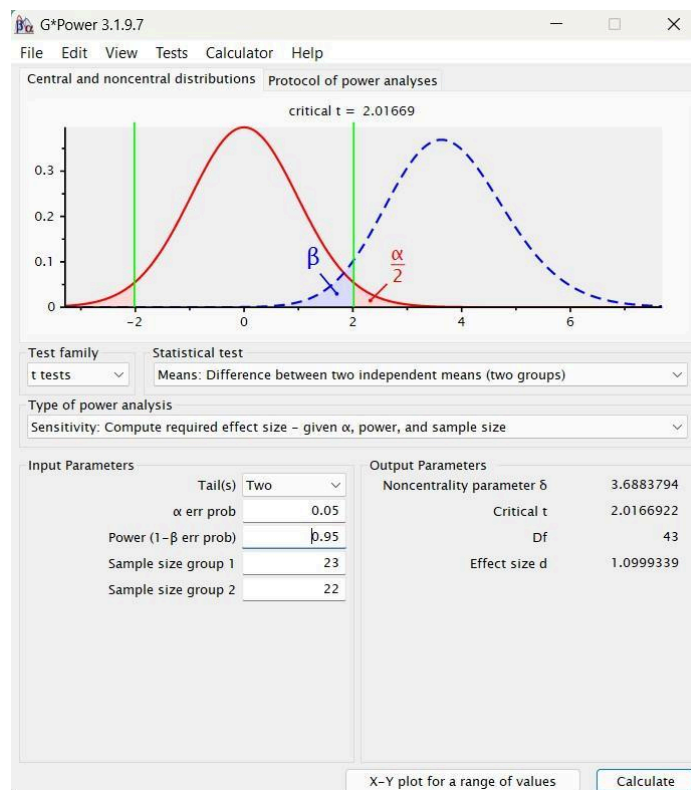 G*Power 3.1.9.7
File Edit View Tests Calculator Help
Central and noncentral distributions Protocol of power analyses
critical t = 2.01669
0.3
0.2
0.1
0
β
α
2
-2 0 2 4 6
Test family Statistical test
t tests Means: Difference between two independent means (two groups)
Type of power analysis
Sensitivity: Compute required effect size - given α, power, and sample size
Input Parameters Output Parameters
Tail(s) Two Noncentrality parameter δ 3.6883794
α err prob 0.05 Critical t 2.0166922
Power (1-β err prob) 0.95 Df 43
Sample size group 1 23 Effect size d 1.0999339
Sample size group 2 22
X-Y plot for a range of values Calculate